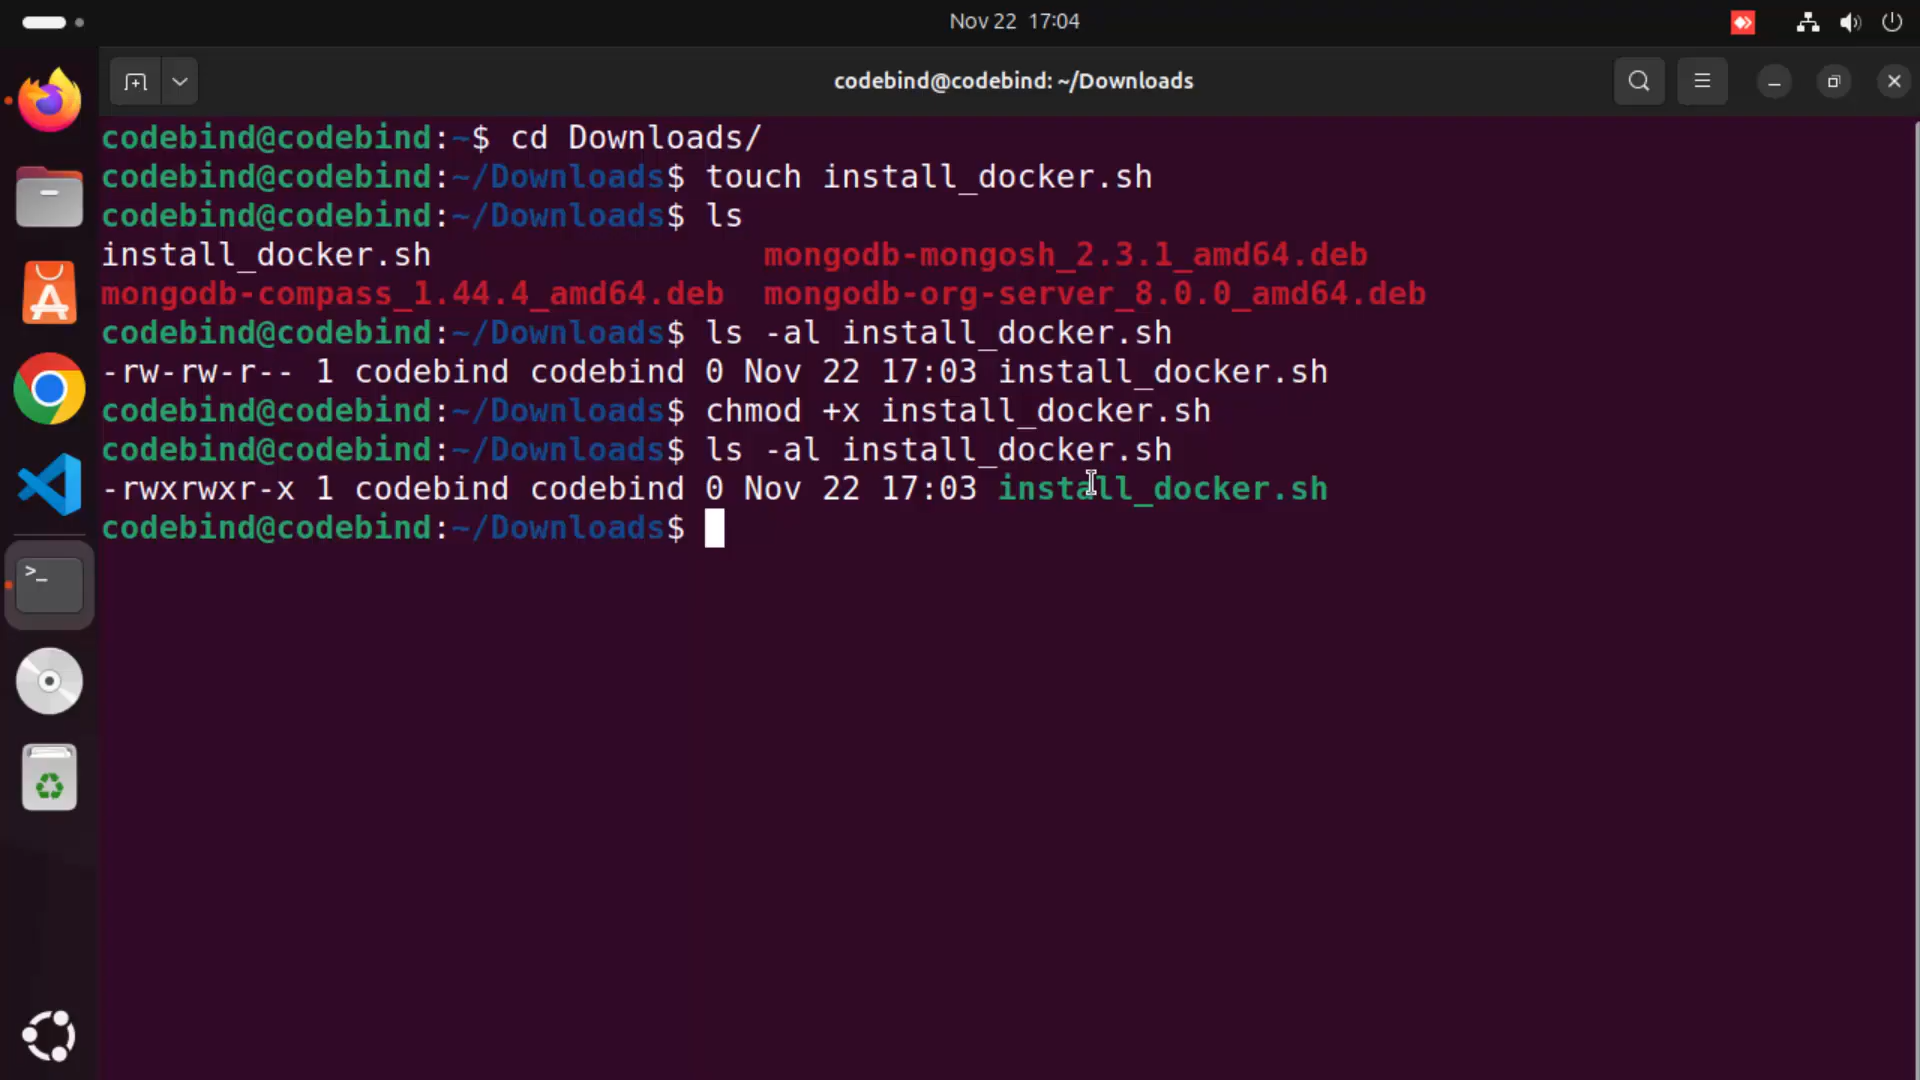 Nov 22 17:04
codebind@codebind: ~/Downloads
codebind@codebind:~$ cd Downloads/
codebind@codebind:~/Downloads$ touch install_docker.sh
codebind@codebind:~/Downloads$ ls
install_docker.sh mongodb-mongosh_2.3.1_amd64.deb
mongodb-compass_1.44.4_amd64.deb mongodb-org-server_8.0.0_amd64.deb
codebind@codebind:~/Downloads$ ls -al install_docker.sh
-rw-rw-r-- 1 codebind codebind 0 Nov 22 17:03 install_docker.sh
codebind@codebind:~/Downloads$ chmod +x install_docker.sh
codebind@codebind:~/Downloads$ ls -al install_docker.sh
-rwxrwxr-x 1 codebind codebind 0 Nov 22 17:03 install_docker.sh
codebind@codebind:~/Downloads$